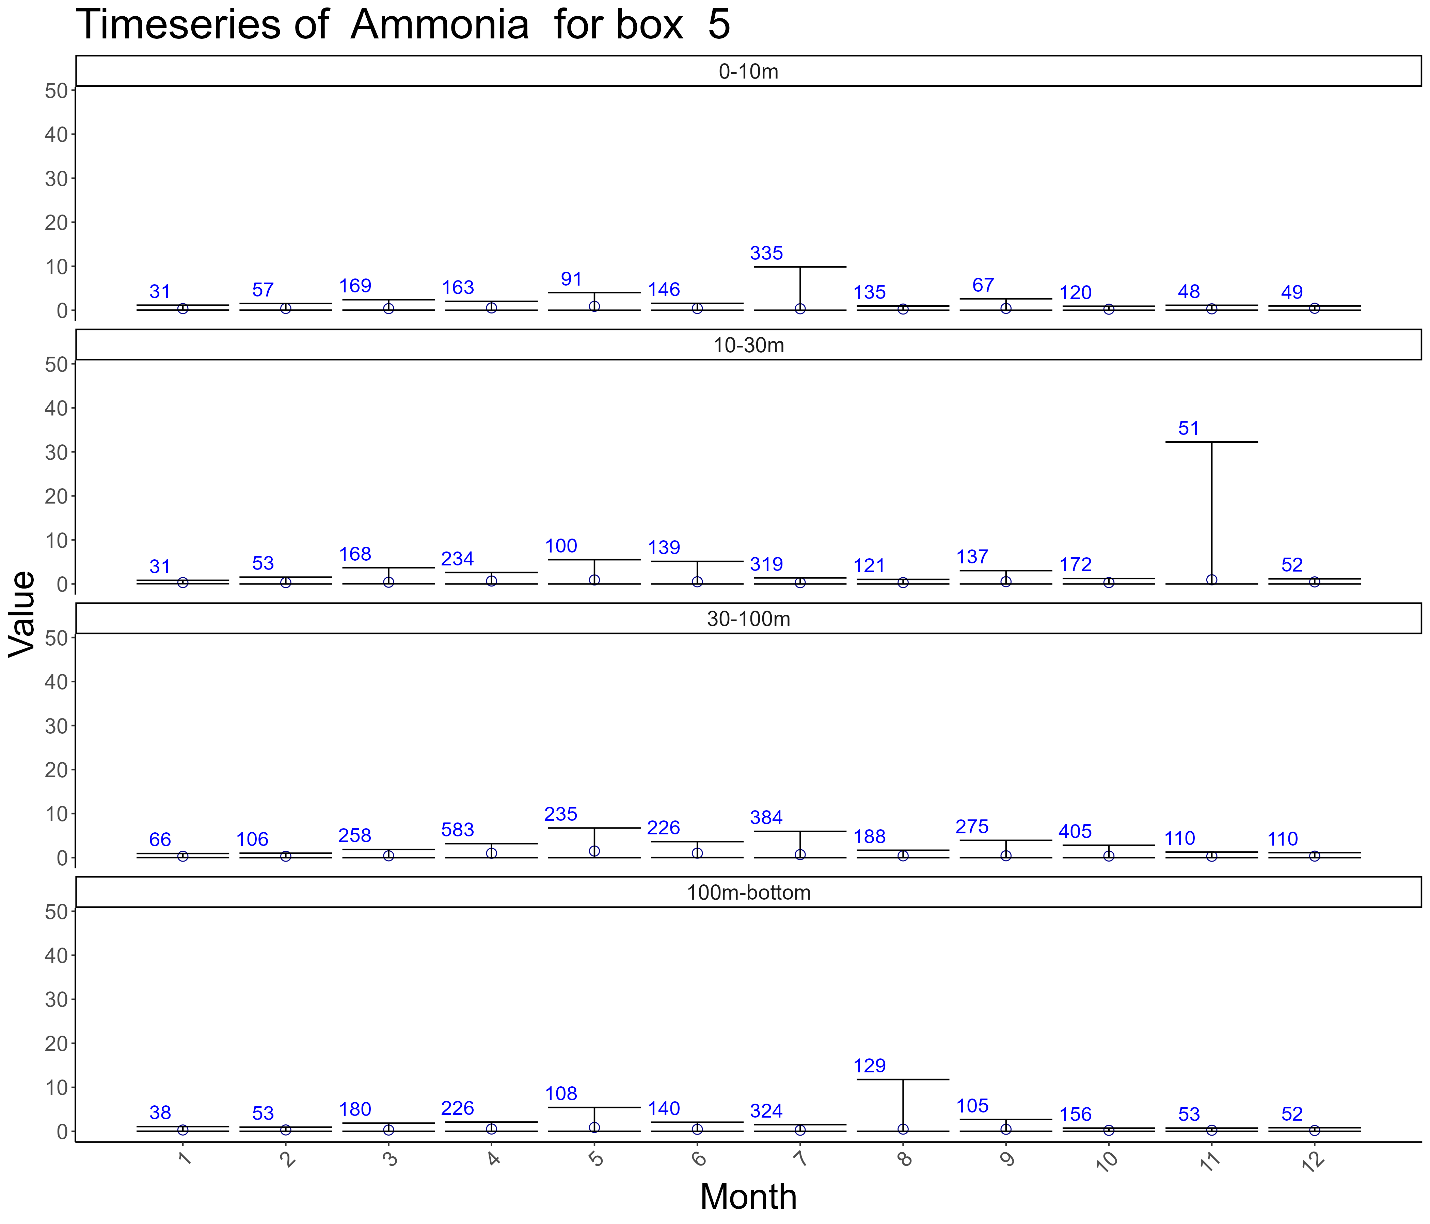 Timeseries of  Ammonia  for box  5
0-10m
50
40
30
20
10
0
31 57 169 163 91 146 335 135 67 120 48 49
10-30m
50
40
30
20
10
0
31 53 168 234 100 139 319 121 137 172 51 52
30-100m
50
40
30
20
10
0
66 106 258 583 235 226 384 188 275 405 110 110
100m-bottom
50
40
30
20
10
0
38 53 180 226 108 140 324 129 105 156 53 52
1 2 3 4 5 6 7 8 9 10 11 12
Month
Value